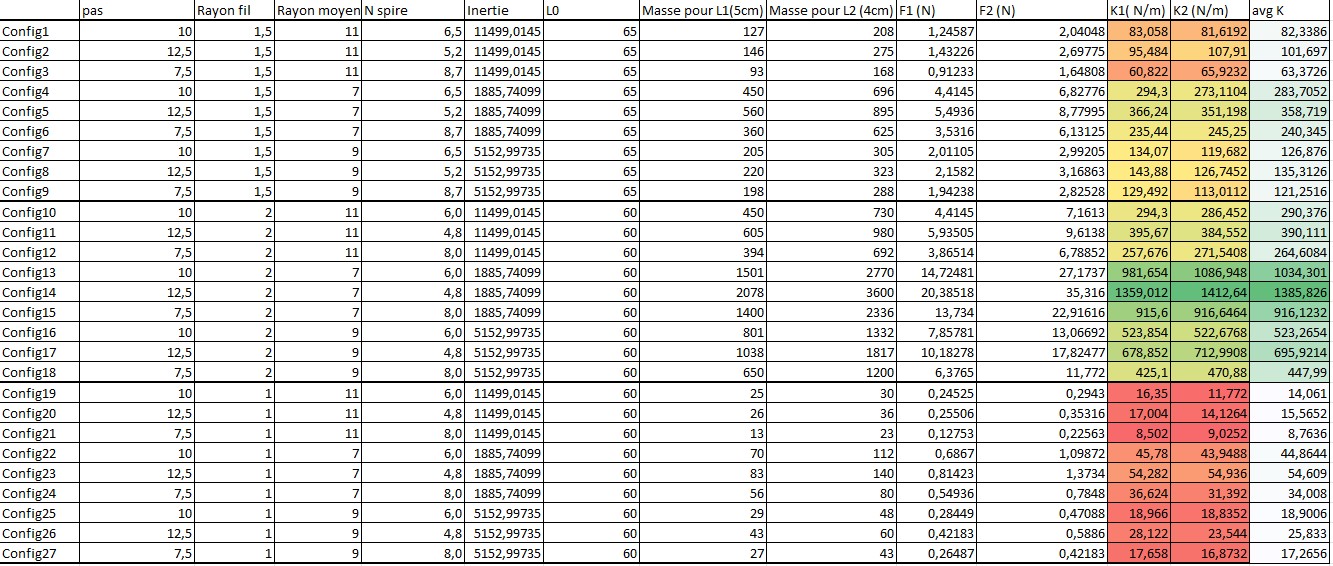 pas Rayon fil Rayon moyen N spire Inertie L0 Masse pour L1(5cm) Masse pour L2 (4cm) F1 (N) F2 (N) K1( N/m) K2 (N/m) avg K
Config1 10 1,5 11 6,5 11499,0145 65 127 208 1,24587 2,04048 83,058 81,6192 82,3386
Config2 12,5 1,5 11 5,2 11499,0145 65 146 275 1,43226 2,69775 95,484 107,91 101,697
Config3 7,5 1,5 11 8,7 11499,0145 65 93 168 0,91233 1,64808 60,822 65,9232 63,3726
Config4 10 1,5 7 6,5 1885,74099 65 450 696 4,4145 6,82776 294,3 273,1104 283,7052
Config5 12,5 1,5 7 5,2 1885,74099 65 560 895 5,4936 8,77995 366,24 351,198 358,719
Config6 7,5 1,5 7 8,7 1885,74099 65 360 625 3,5316 6,13125 235,44 245,25 240,345
Config7 10 1,5 9 6,5 5152,99735 65 205 305 2,01105 2,99205 134,07 119,682 126,876
Config8 12,5 1,5 9 5,2 5152,99735 65 220 323 2,1582 3,16863 143,88 126,7452 135,3126
Config9 7,5 1,5 9 8,7 5152,99735 65 198 288 1,94238 2,82528 129,492 113,0112 121,2516
Config10 10 2 11 6,0 11499,0145 60 450 730 4,4145 7,1613 294,3 286,452 290,376
Config11 12,5 2 11 4,8 11499,0145 60 605 980 5,93505 9,6138 395,67 384,552 390,111
Config12 7,5 2 11 8,0 11499,0145 60 394 692 3,86514 6,78852 257,676 271,5408 264,6084
Config13 10 2 7 6,0 1885,74099 60 1501 2770 14,72481 27,1737 981,654 1086,948 1034,301
Config14 12,5 2 7 4,8 1885,74099 60 2078 3600 20,38518 35,316 1359,012 1412,64 1385,826
Config15 7,5 2 7 8,0 1885,74099 60 1400 2336 13,734 22,91616 915,6 916,6464 916,1232
Config16 10 2 9 6,0 5152,99735 60 801 1332 7,85781 13,06692 523,854 522,6768 523,2654
Config17 12,5 2 9 4,8 5152,99735 60 1038 1817 10,18278 17,82477 678,852 712,9908 695,9214
Config18 7,5 2 9 8,0 5152,99735 60 650 1200 6,3765 11,772 425,1 470,88 447,99
Config19 10 1 11 6,0 11499,0145 60 25 30 0,24525 0,2943 16,35 11,772 14,061
Config20 12,5 1 11 4,8 11499,0145 60 26 36 0,25506 0,35316 17,004 14,1264 15,5652
Config21 7,5 1 11 8,0 11499,0145 60 13 23 0,12753 0,22563 8,502 9,0252 8,7636
Config22 10 1 7 6,0 1885,74099 60 70 112 0,6867 1,09872 45,78 43,9488 44,8644
Config23 12,5 1 7 4,8 1885,74099 60 83 140 0,81423 1,3734 54,282 54,936 54,609
Config24 7,5 1 7 8,0 1885,74099 60 56 80 0,54936 0,7848 36,624 31,392 34,008
Config25 10 1 9 6,0 5152,99735 60 29 48 0,28449 0,47088 18,966 18,8352 18,9006
Config26 12,5 1 9 4,8 5152,99735 60 43 60 0,42183 0,5886 28,122 23,544 25,833
Config27 7,5 1 9 8,0 5152,99735 60 27 43 0,26487 0,42183 17,658 16,8732 17,2656